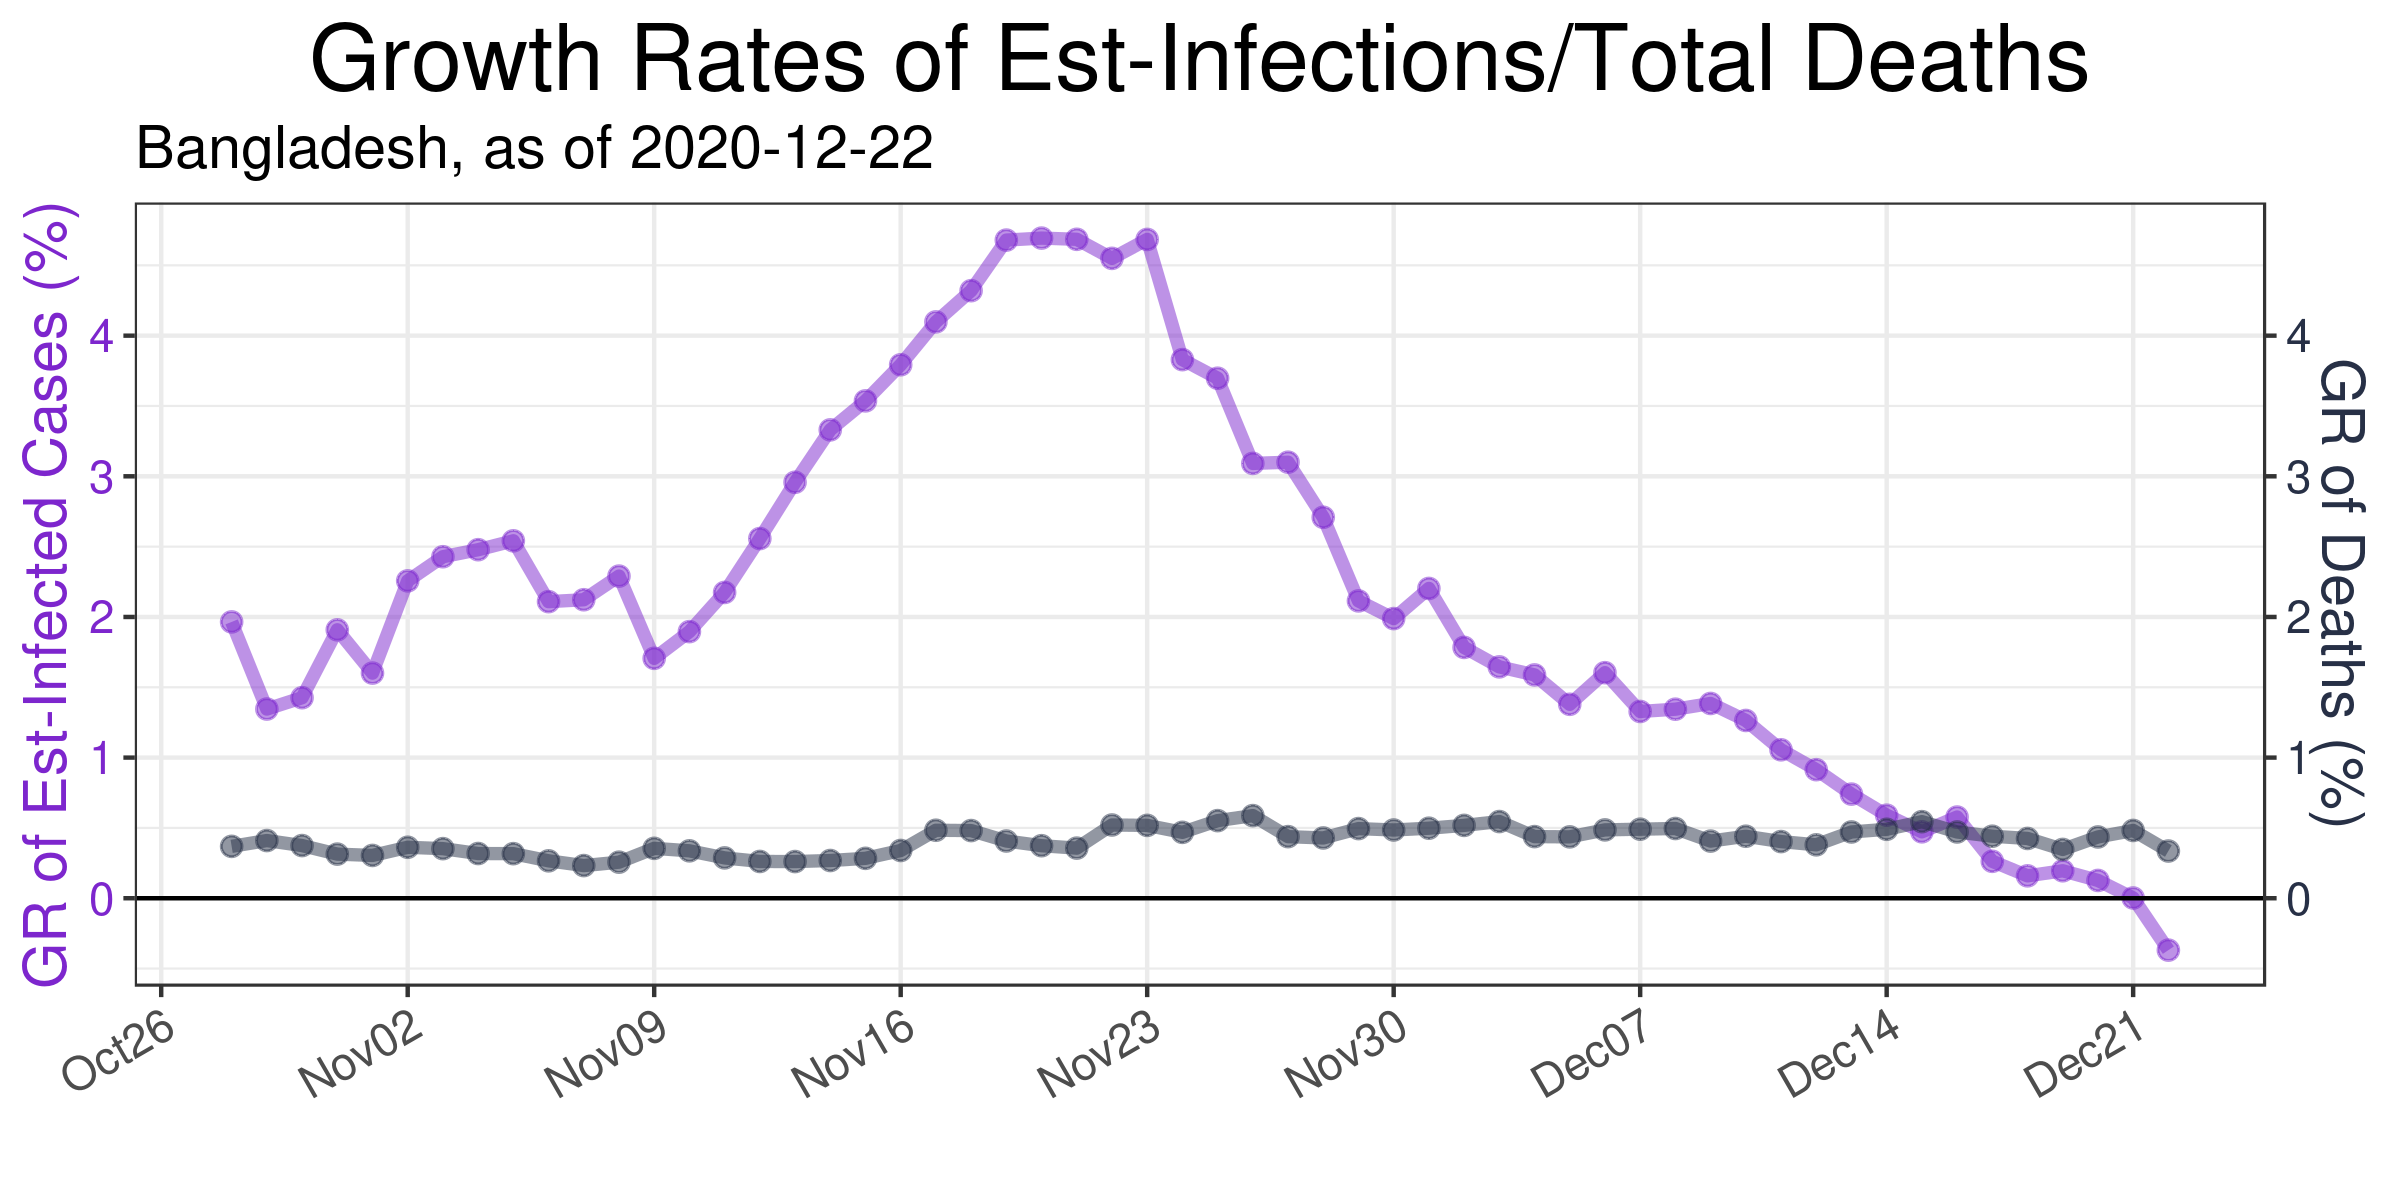 Growth Rates of Est-Infections/Total Deaths
Bangladesh, as of 2020-12-22
GR of Est-Infected Cases (%)
4
3
2
1
0
4
3
2
1
0
GR of Deaths (%)
Oct26
Nov02
Nov09
Nov16
Nov23
Nov30
Dec07
Dec14
Dec21